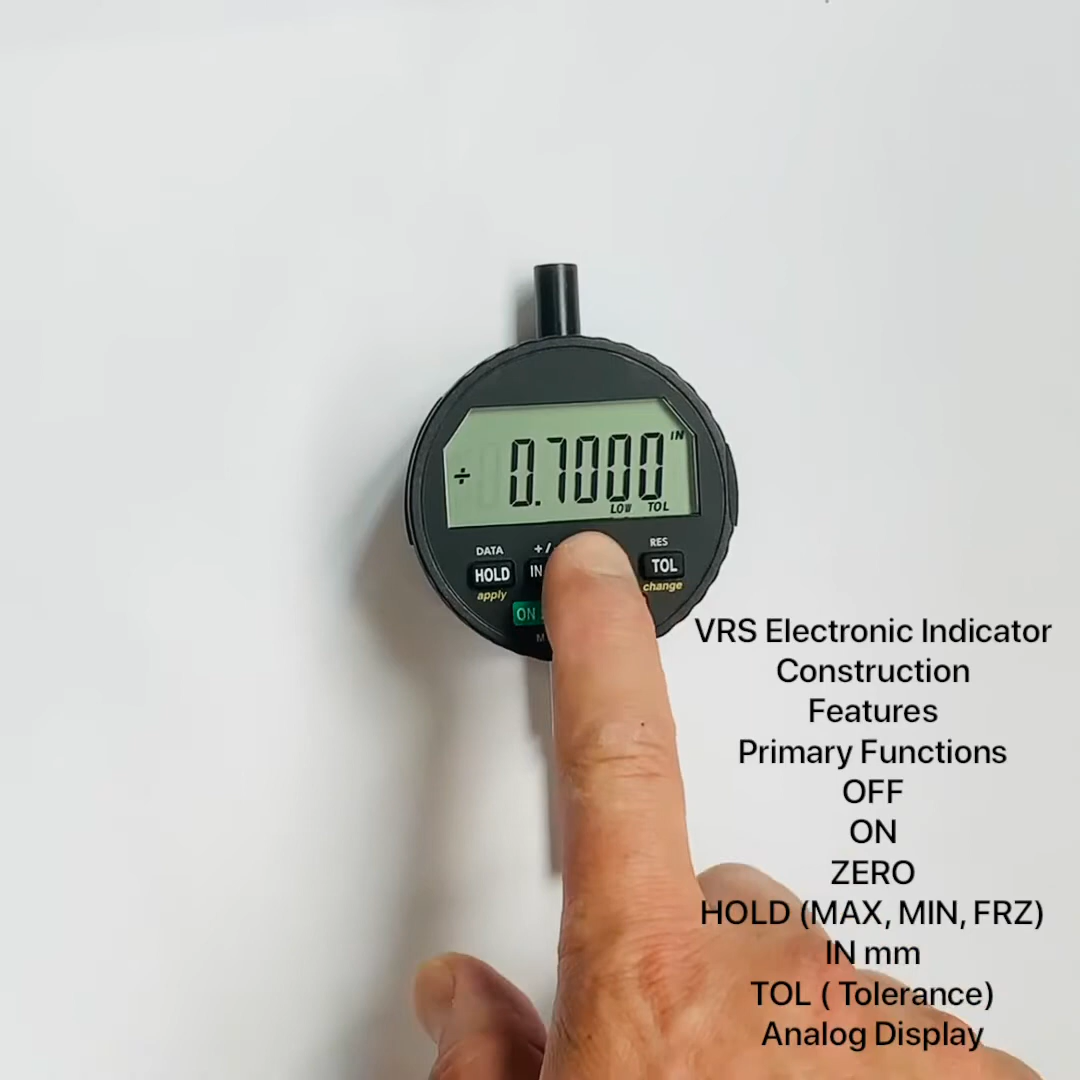 IN
÷ 0.7000
LOW TOL
DATA +/ RES
HOLD IN TOL
apply change
ON
M
VRS Electronic Indicator
Construction
Features
Primary Functions
OFF
ON
ZERO
HOLD (MAX, MIN, FRZ)
IN mm
TOL ( Tolerance)
Analog Display